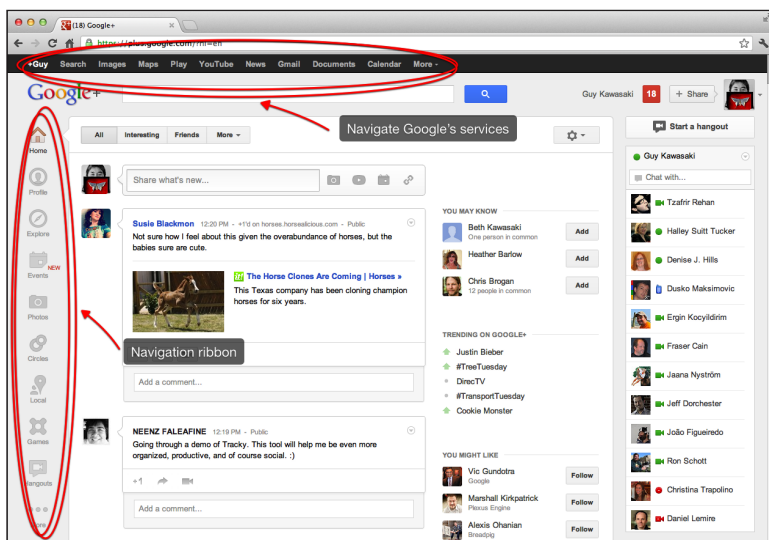 (18) Google+
https://plus.google.com/?hl=en
+Guy Search Images Maps Play YouTube News Gmail Documents Calendar More
Google+
Guy Kawasaki 18 + Share
Navigate Google's services
Start a hangout
All Interesting Friends More
Home
Profile
Explore
Events
NEW
Photos
Circles
Local
Games
Hangouts
More
Navigation ribbon
Share what's new...
Susie Blackmon 12:20 PM - +1'd on horses.horsealicious.com - Public
Not sure how I feel about this given the overabundance of horses, but the
babies sure are cute.
The Horse Clones Are Coming | Horses »
This Texas company has been cloning champion
horses for six years.
Add a comment...
NEENZ FALEAFINE 12:19 PM - Public
Going through a demo of Tracky. This tool will help me be even more
organized, productive, and of course social. :)
+1
Add a comment...
YOU MAY KNOW
Beth Kawasaki
One person in common
Add
Heather Barlow
Add
Chris Brogan
12 people in common
Add
TRENDING ON GOOGLE+
Justin Bieber
#TreeTuesday
DirecTV
#TransportTuesday
Cookie Monster
YOU MIGHT LIKE
Vic Gundotra
Google
Follow
Marshall Kirkpatrick
Plexus Engine
Follow
Alexis Ohanian
Breadpig
Follow
Guy Kawasaki
Chat with...
Tzafrir Rehan
Halley Suitt Tucker
Denise J. Hills
Dusko Maksimovic
Ergin Kocyildirim
Fraser Cain
Jaana Nyström
Jeff Dorchester
João Figueiredo
Ron Schott
Christina Trapolino
Daniel Lemire